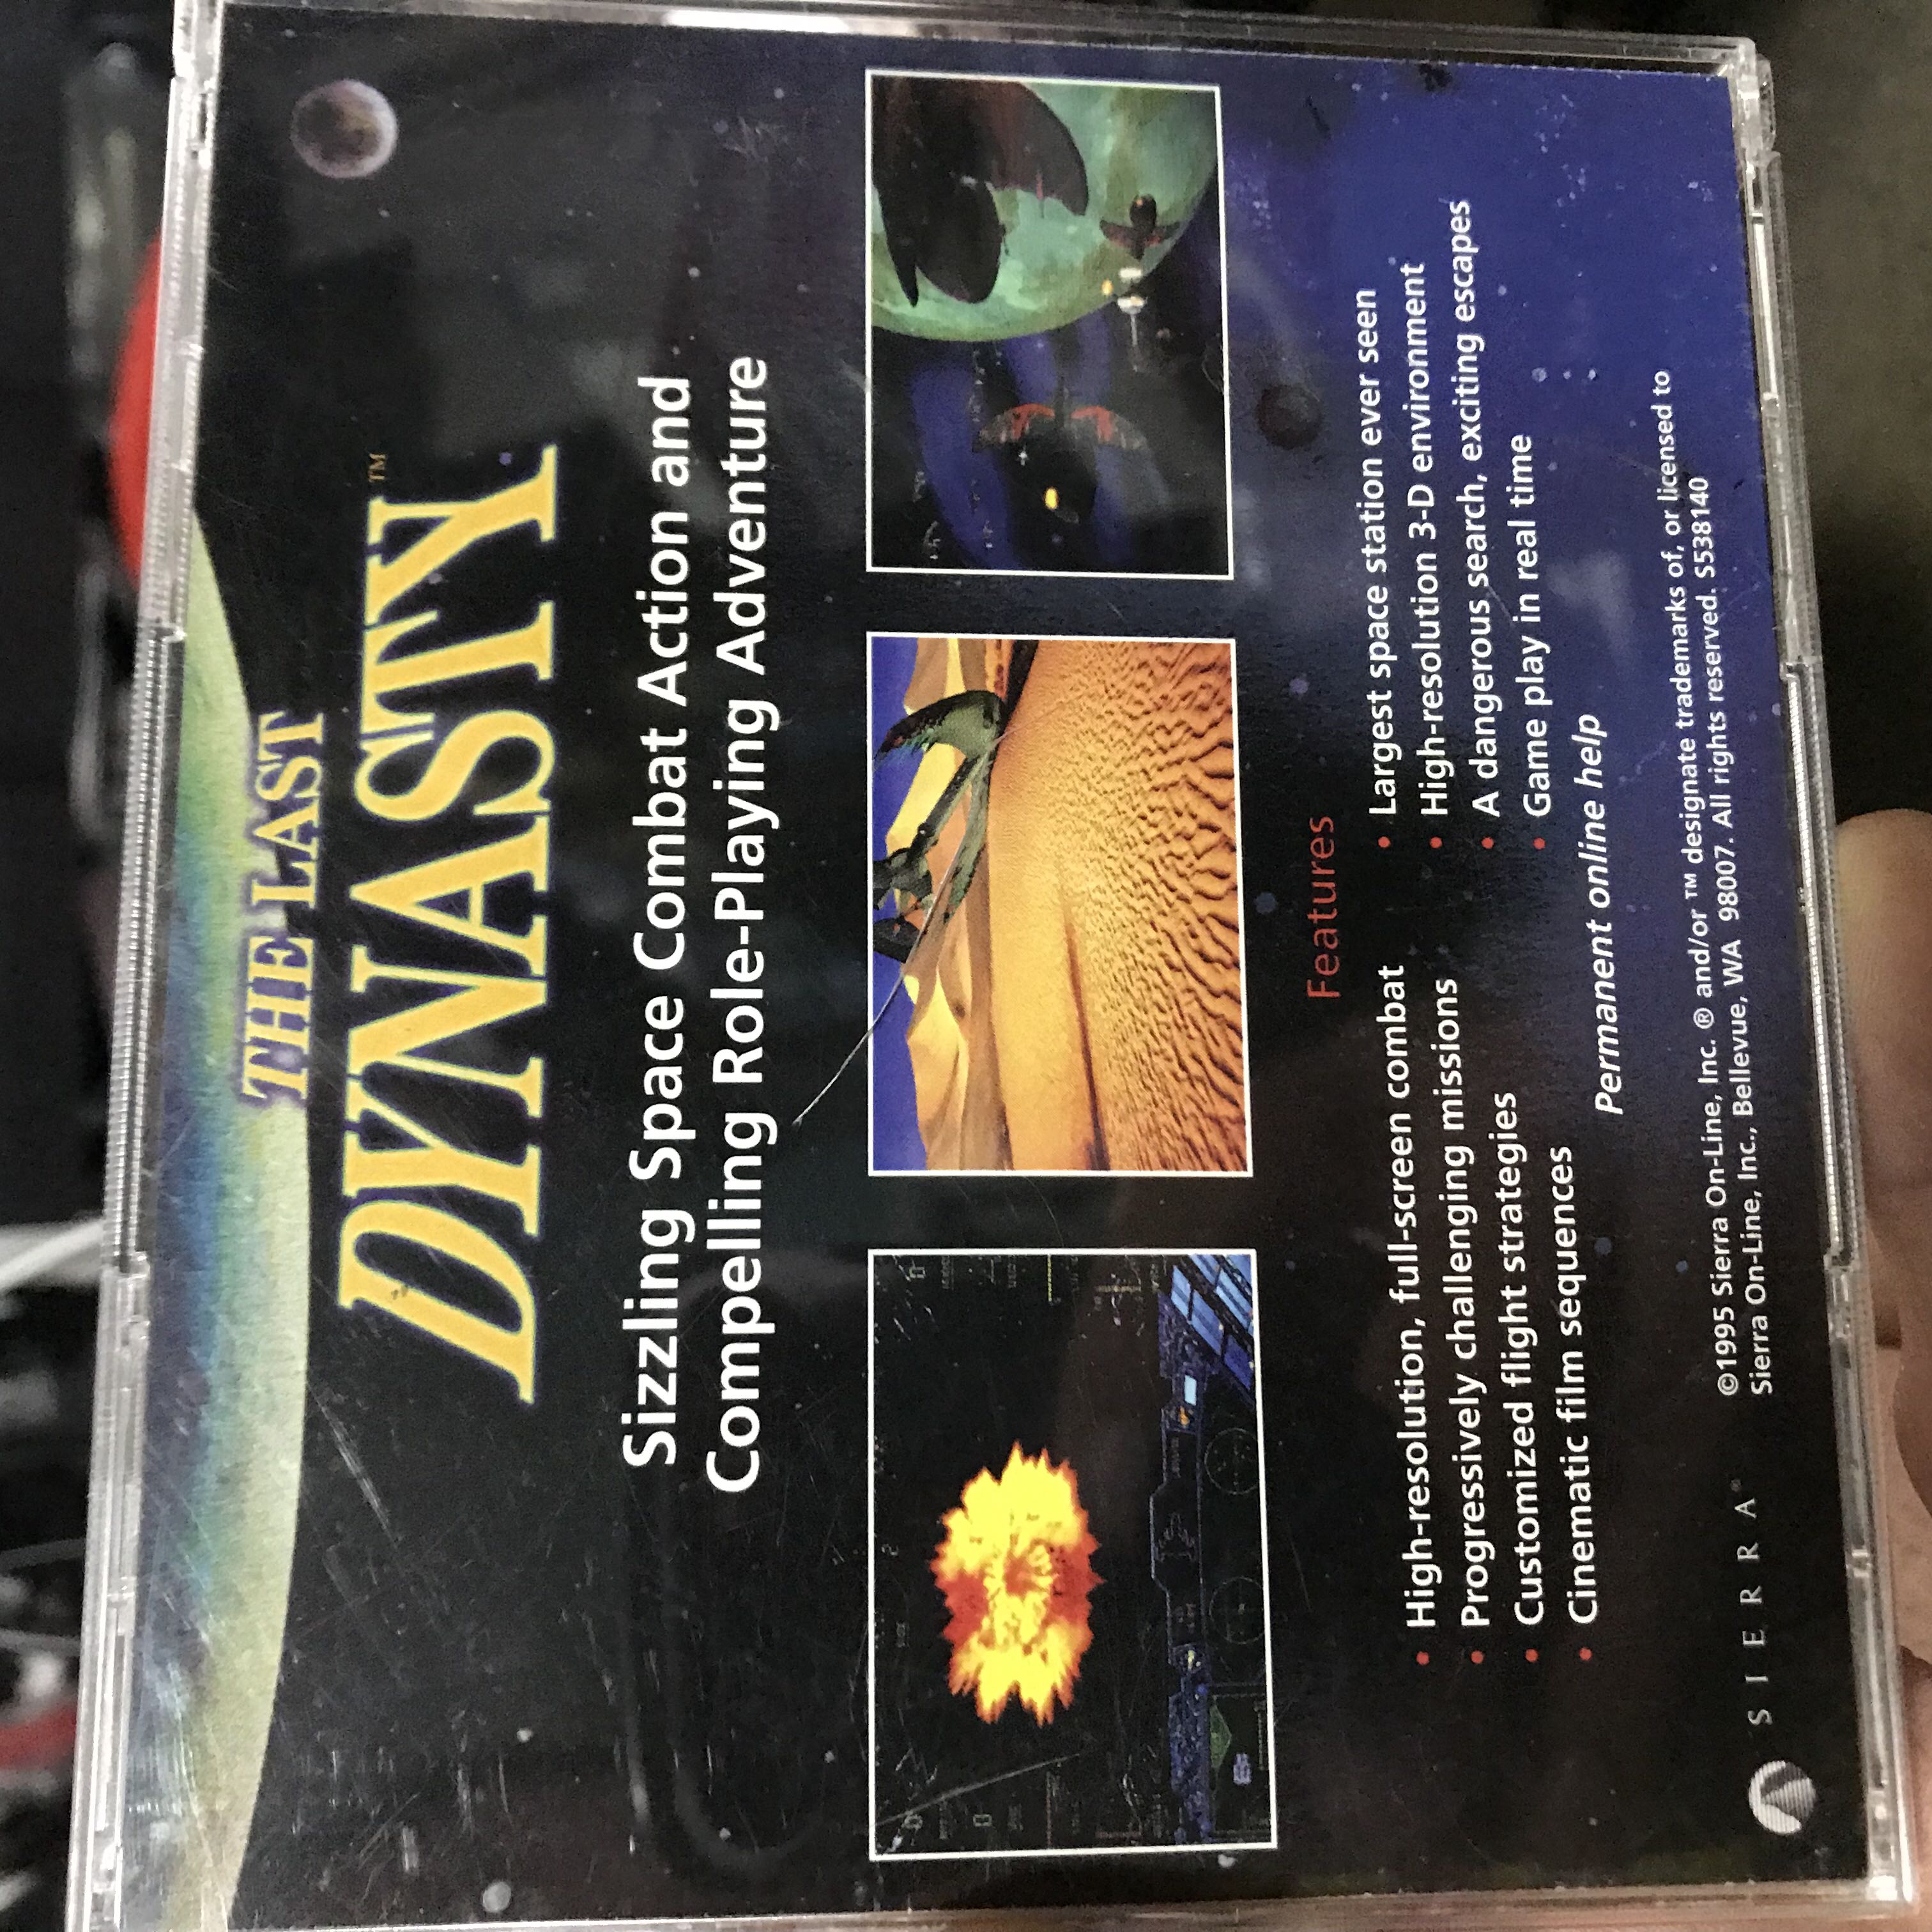 THE LAST
DYNASTY™
Sizzling Space Combat Action and
Compelling Role-Playing Adventure
Features
• High-resolution, full-screen combat
• Progressively challenging missions
• Customized flight strategies
• Cinematic film sequences
• Largest space station ever seen
• High-resolution 3-D environment
• A dangerous search, exciting escapes
• Game play in real time
Permanent online help
SIERRA®
©1995 Sierra On-Line, Inc. ® and/or ™ designate trademarks of, or licensed to
Sierra On-Line, Inc., Bellevue, WA 98007. All rights reserved. S538140